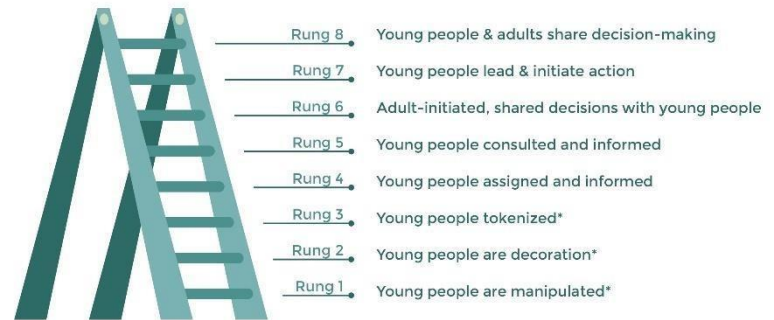 Rung 8 Young people & adults share decision-making
Rung 7 Young people lead & initiate action
Rung 6 Adult-initiated, shared decisions with young people
Rung 5 Young people consulted and informed
Rung 4 Young people assigned and informed
Rung 3 Young people tokenized*
Rung 2 Young people are decoration*
Rung 1 Young people are manipulated*